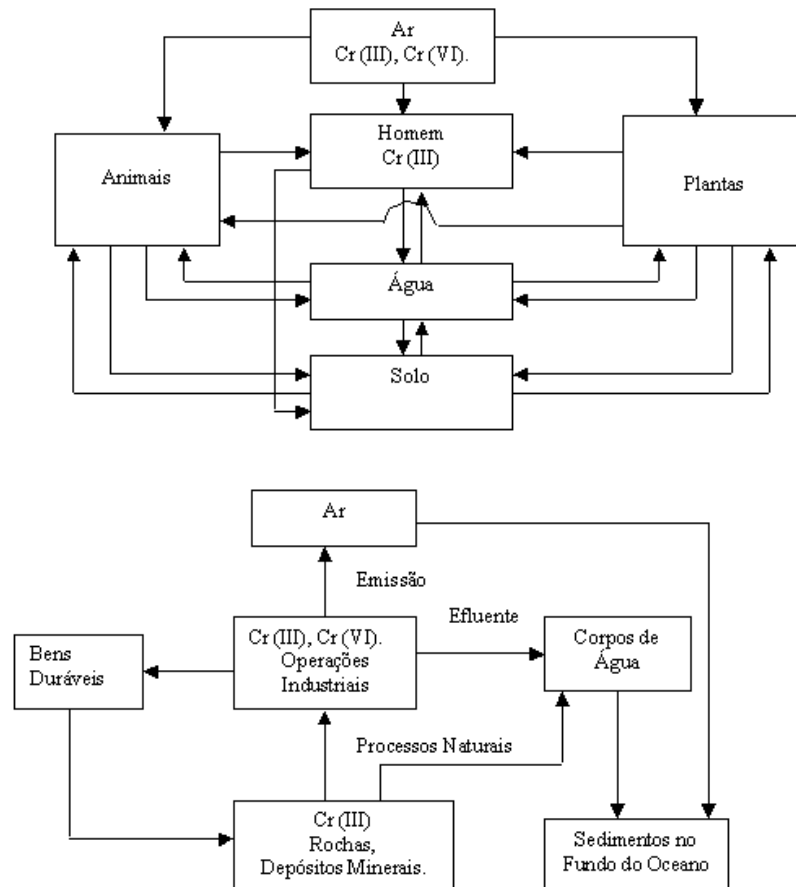 Ar
Cr (III), Cr (VI).
Homem
Cr (III)
Animais
Plantas
Água
Solo
Ar
Emissão
Efluente
Cr (III), Cr (VI).
Operações
Industriais
Corpos de
Água
Bens
Duráveis
Processos Naturais
Cr (III)
Rochas,
Depósitos Minerais.
Sedimentos no
Fundo do Oceano